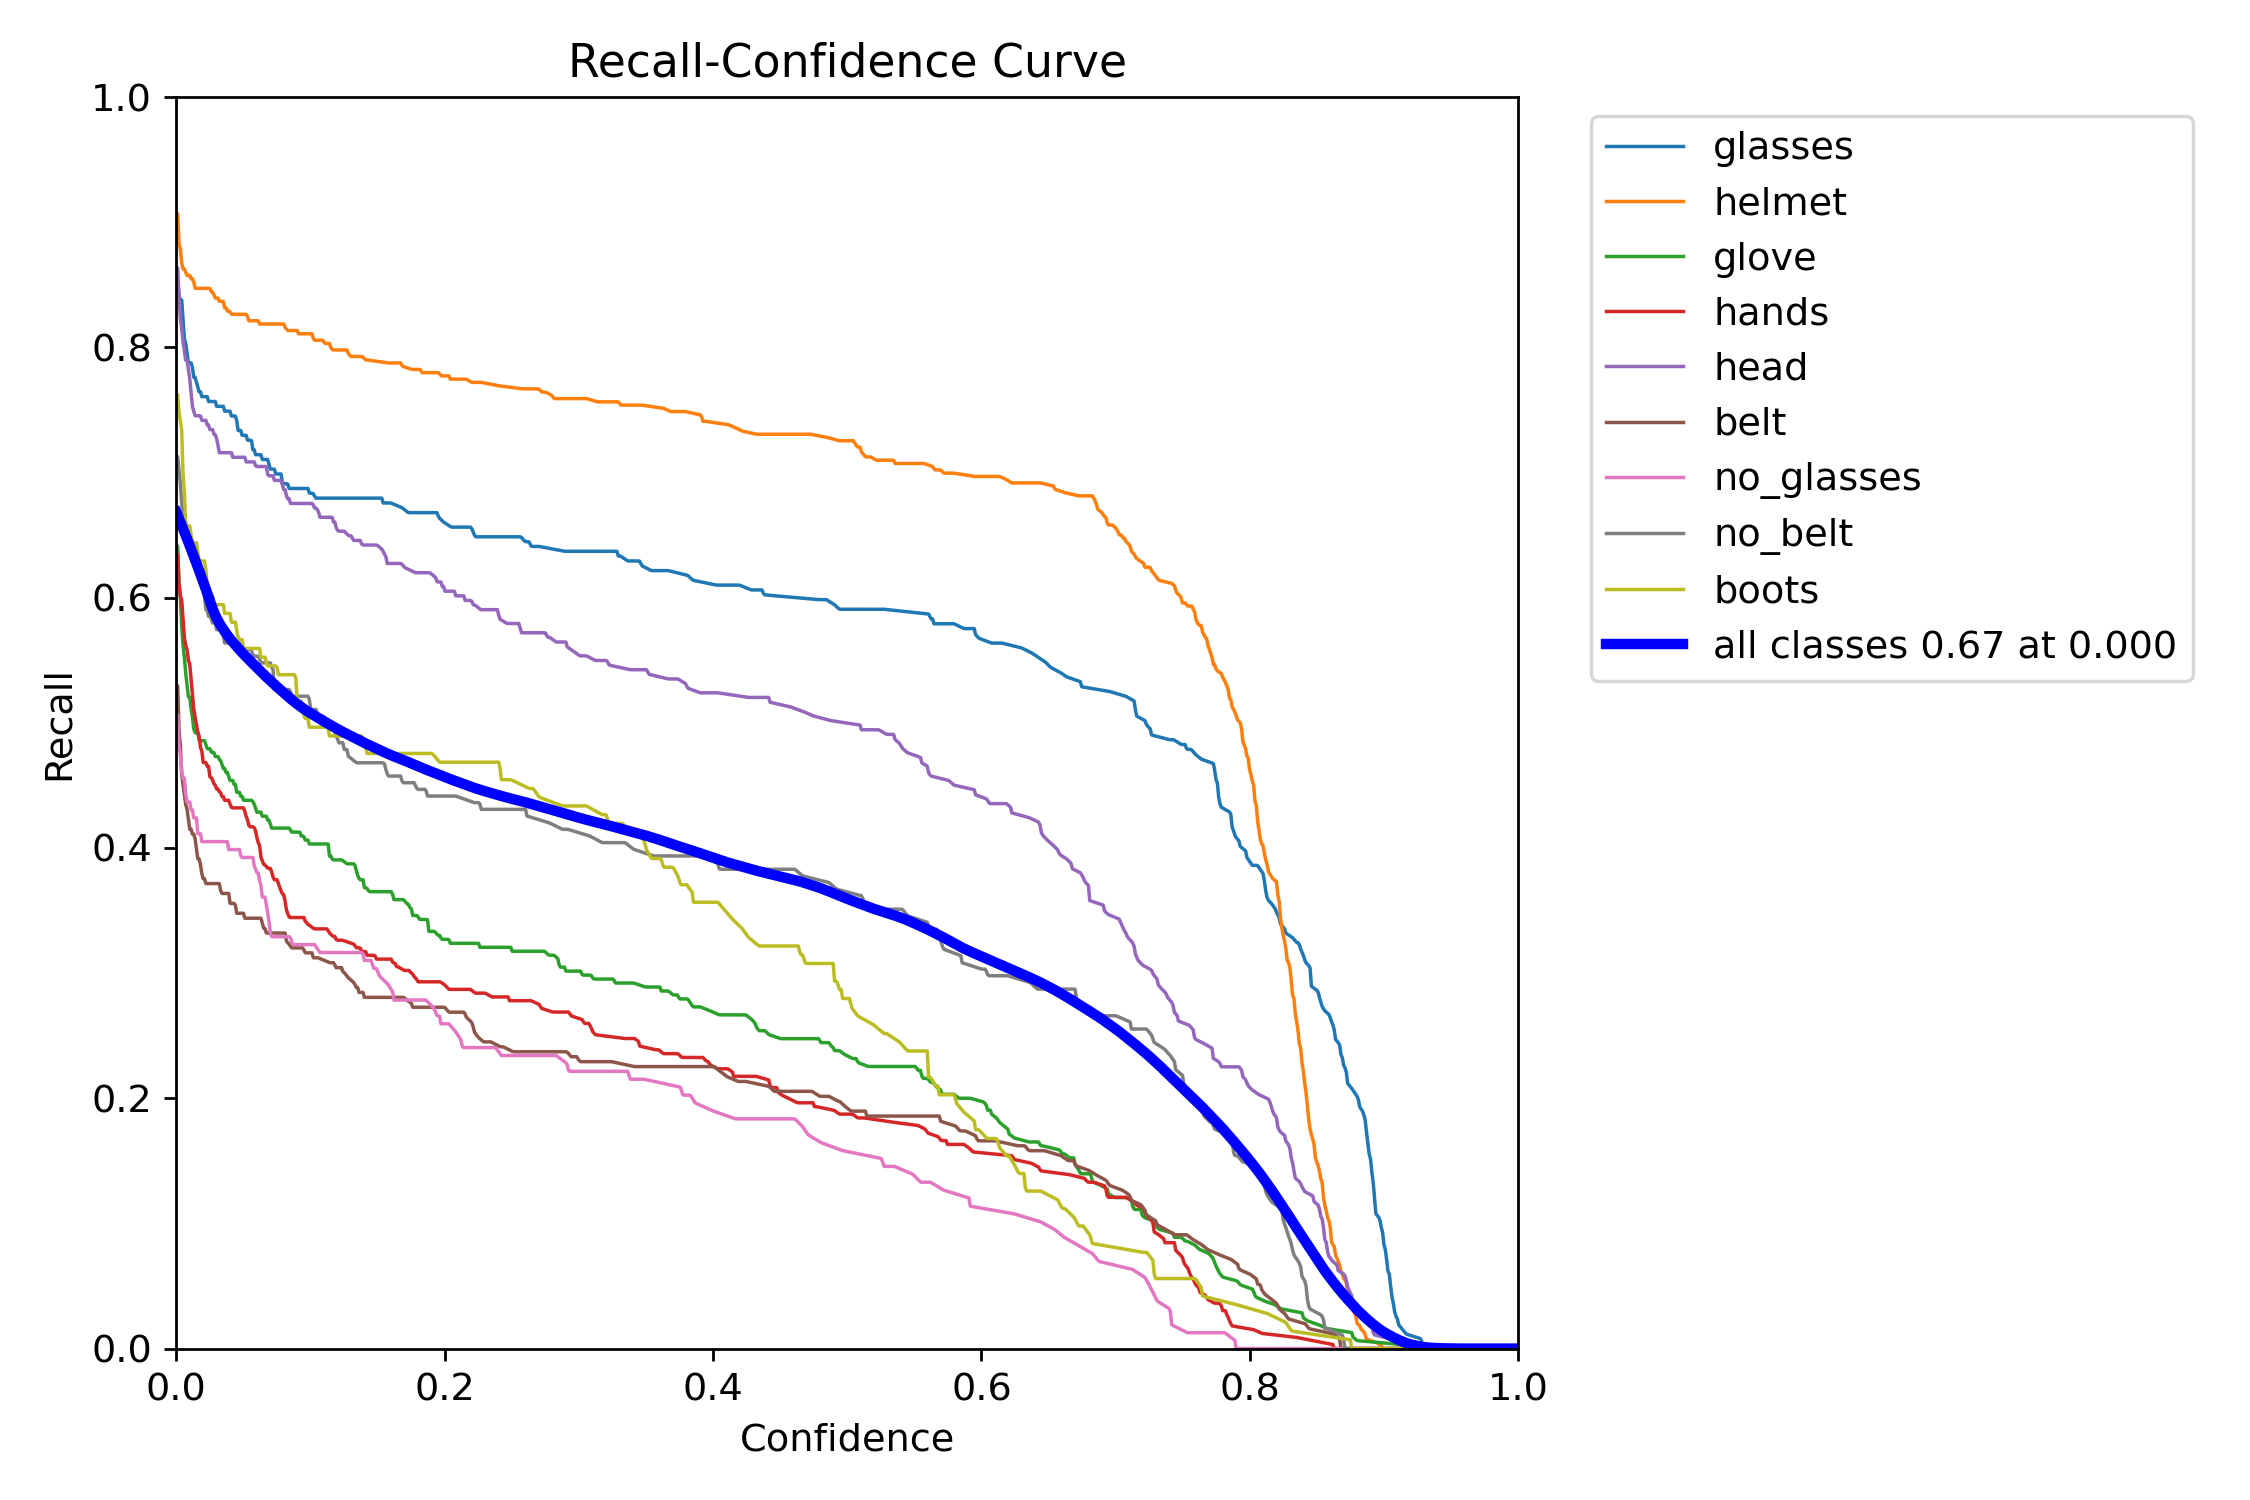 Recall-Confidence Curve
1.0
0.8
0.6
0.4
0.2
0.0
Recall
0.0 0.2 0.4 0.6 0.8 1.0
Confidence
glasses
helmet
glove
hands
head
belt
no_glasses
no_belt
boots
all classes 0.67 at 0.000